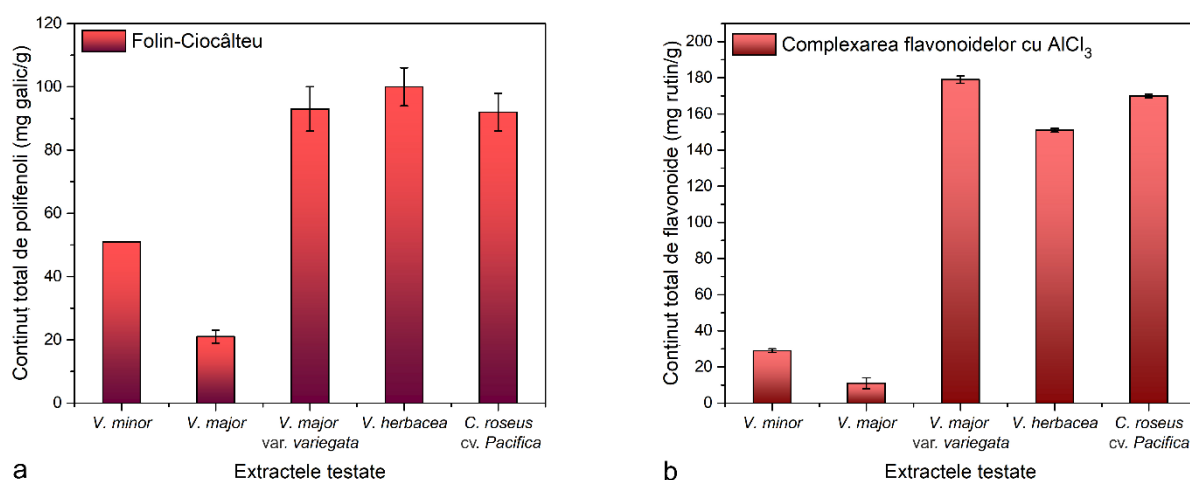 Folin-Ciocâlteu
Conținut total de polifenoli (mg galic/g)
120
100
80
60
40
20
0
V. minor
V. major
V. major
var. variegata
V. herbacea
C. roseus
cv. Pacifica
a
Extractele testate
Complexarea flavonoidelor cu AlCl₃
Conținut total de flavonoide (mg rutin/g)
200
180
160
140
120
100
80
60
40
20
0
V. minor
V. major
V. major
var. variegata
V. herbacea
C. roseus
cv. Pacifica
b
Extractele testate